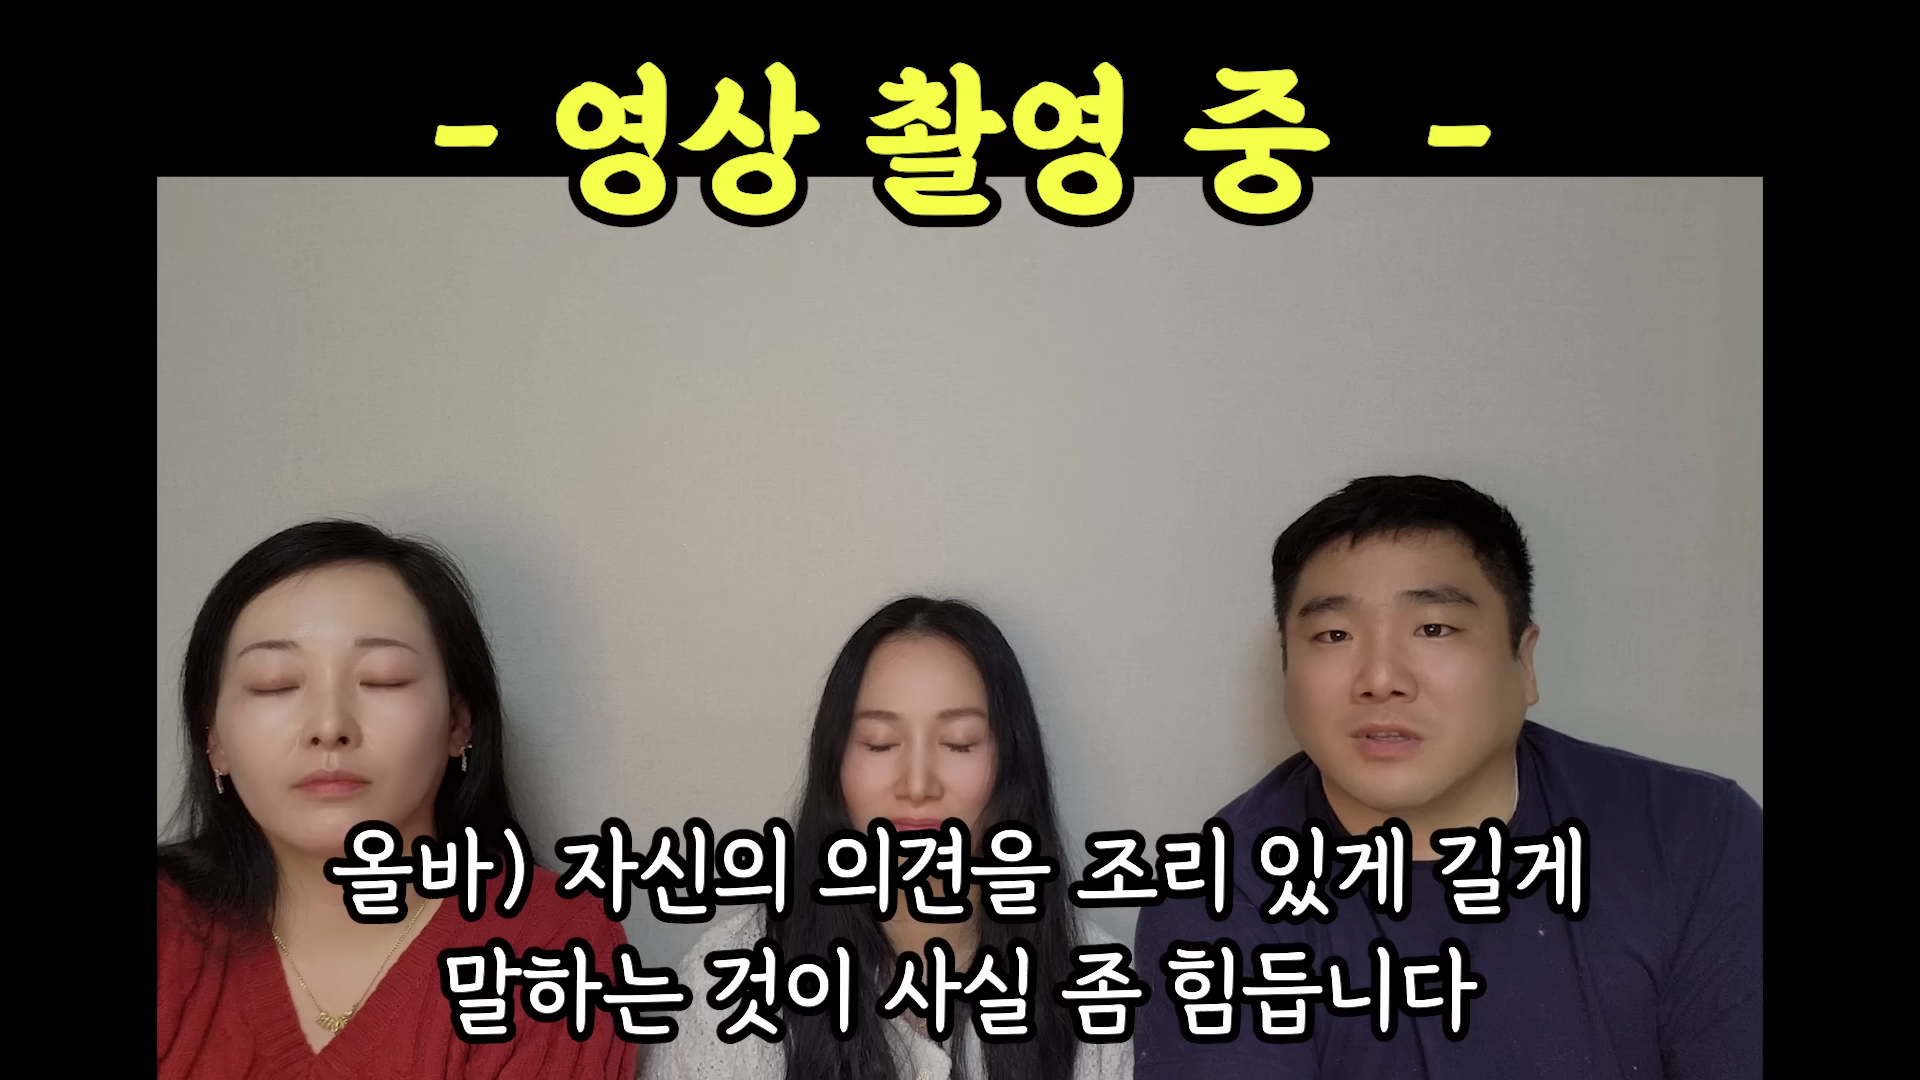 - 영상 촬영 중 -
올바) 자신의 의견을 조리 있게 길게
말하는 것이 사실 좀 힘듭니다